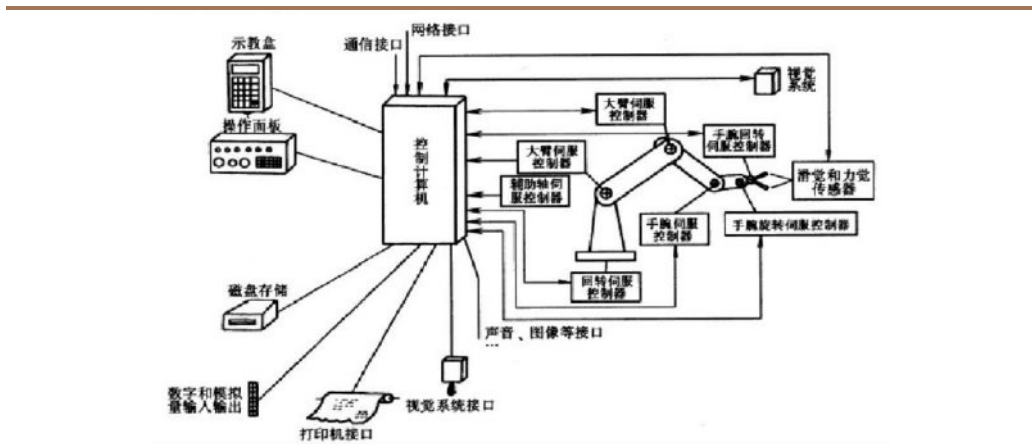 网络接口
通信接口
示教盒
视觉
系统
操作面板
大臂伺服
控制器
手腕回转
伺服控制器
控制计算机
大臂伺服
控制器
辅助轴伺
服控制器
滑觉和力觉
传感器
手腕伺服
控制器
手腕旋转伺服控制器
回转伺服
控制器
磁盘存储
声音、图像等接口
…
数字和模拟
量输入输出
视觉系统接口
打印机接口